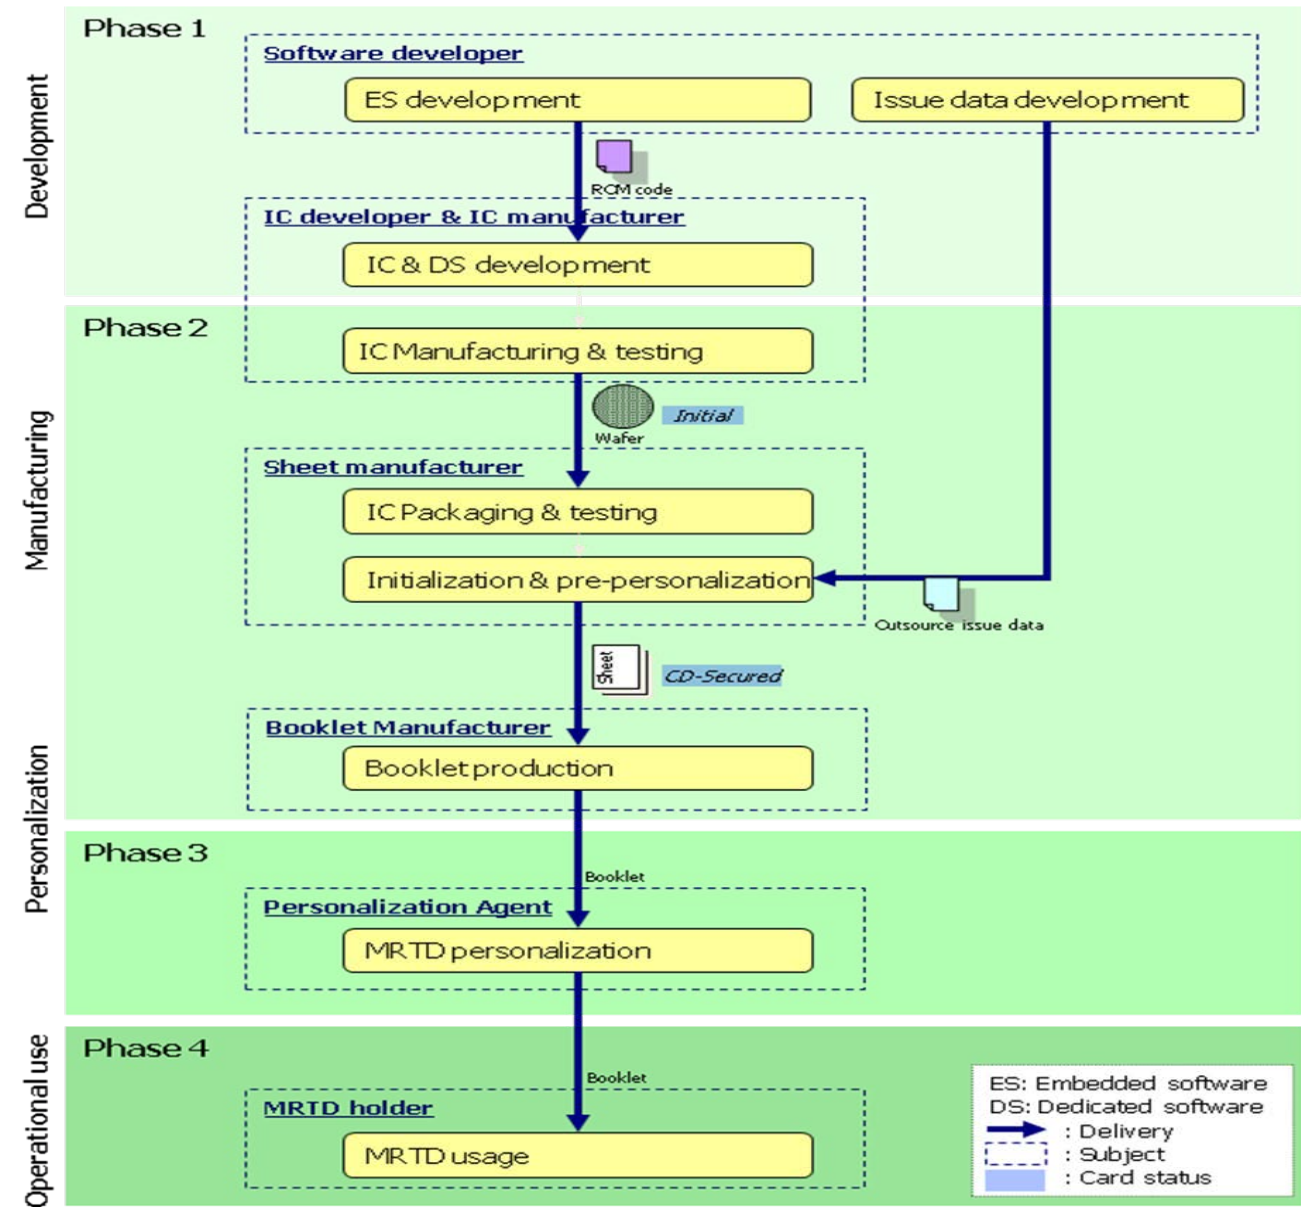 Phase 1
Development
Software developer
ES development
Issue data development
ROM code
IC developer & IC manufacturer
IC & DS development
Phase 2
Manufacturing
IC Manufacturing & testing
Initial
Wafer
Sheet manufacturer
IC Packaging & testing
Initialization & pre-personalization
Outsource issue data
Sheet
CD-Secured
Booklet Manufacturer
Booklet production
Personalization
Phase 3
Booklet
Personalization Agent
MRTD personalization
Operational use
Phase 4
Booklet
MRTD holder
MRTD usage
ES: Embedded software
DS: Dedicated software
: Delivery
: Subject
: Card status